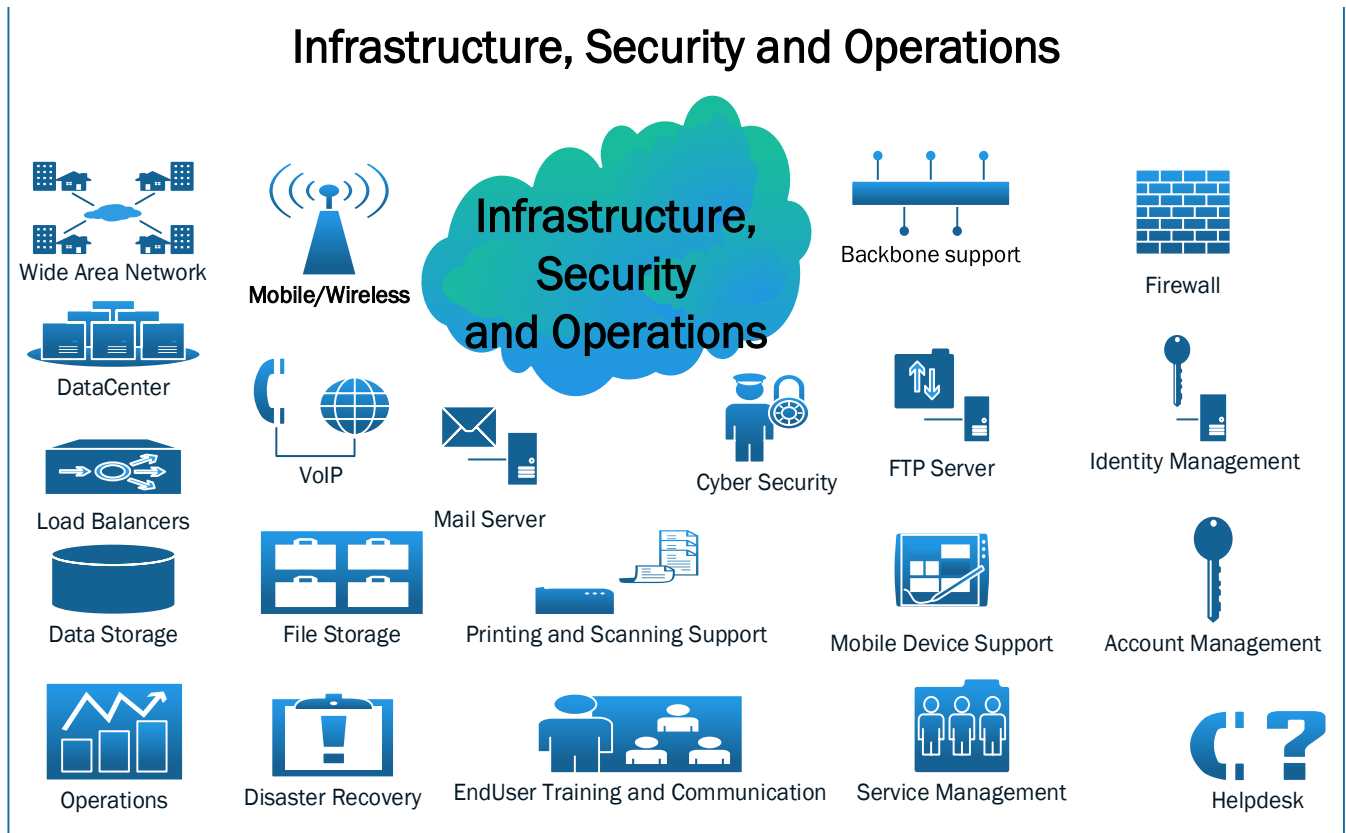 Infrastructure, Security and Operations
Infrastructure,
Security
and Operations
Wide Area Network
Mobile/Wireless
Backbone support
Firewall
DataCenter
VoIP
Mail Server
Cyber Security
FTP Server
Identity Management
Load Balancers
Data Storage
File Storage
Printing and Scanning Support
Mobile Device Support
Account Management
Operations
Disaster Recovery
EndUser Training and Communication
Service Management
Helpdesk